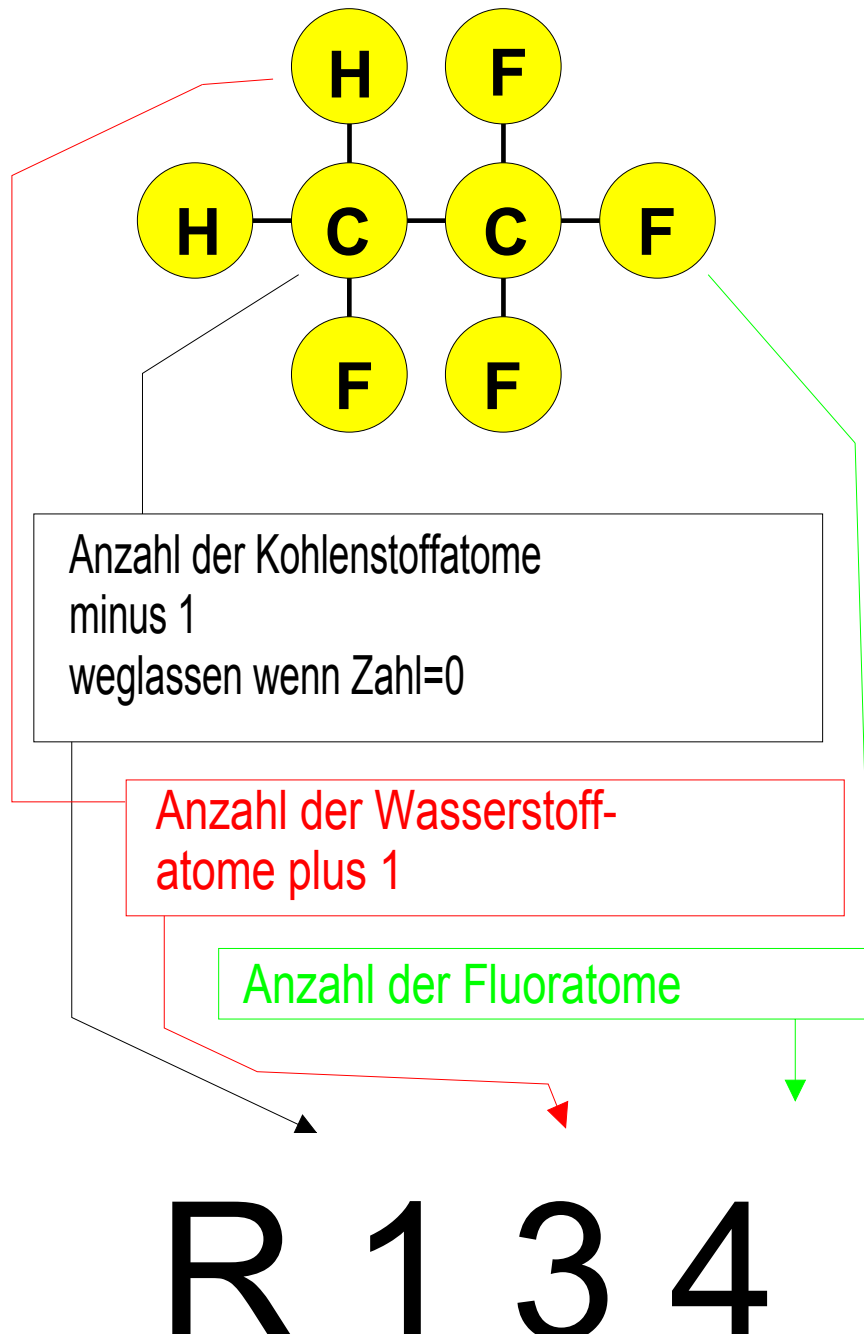 H F
H C C F
F F
Anzahl der Kohlenstoffatome
minus 1
weglassen wenn Zahl=0
Anzahl der Wasserstoff-
atome plus 1
Anzahl der Fluoratome
R 1 3 4